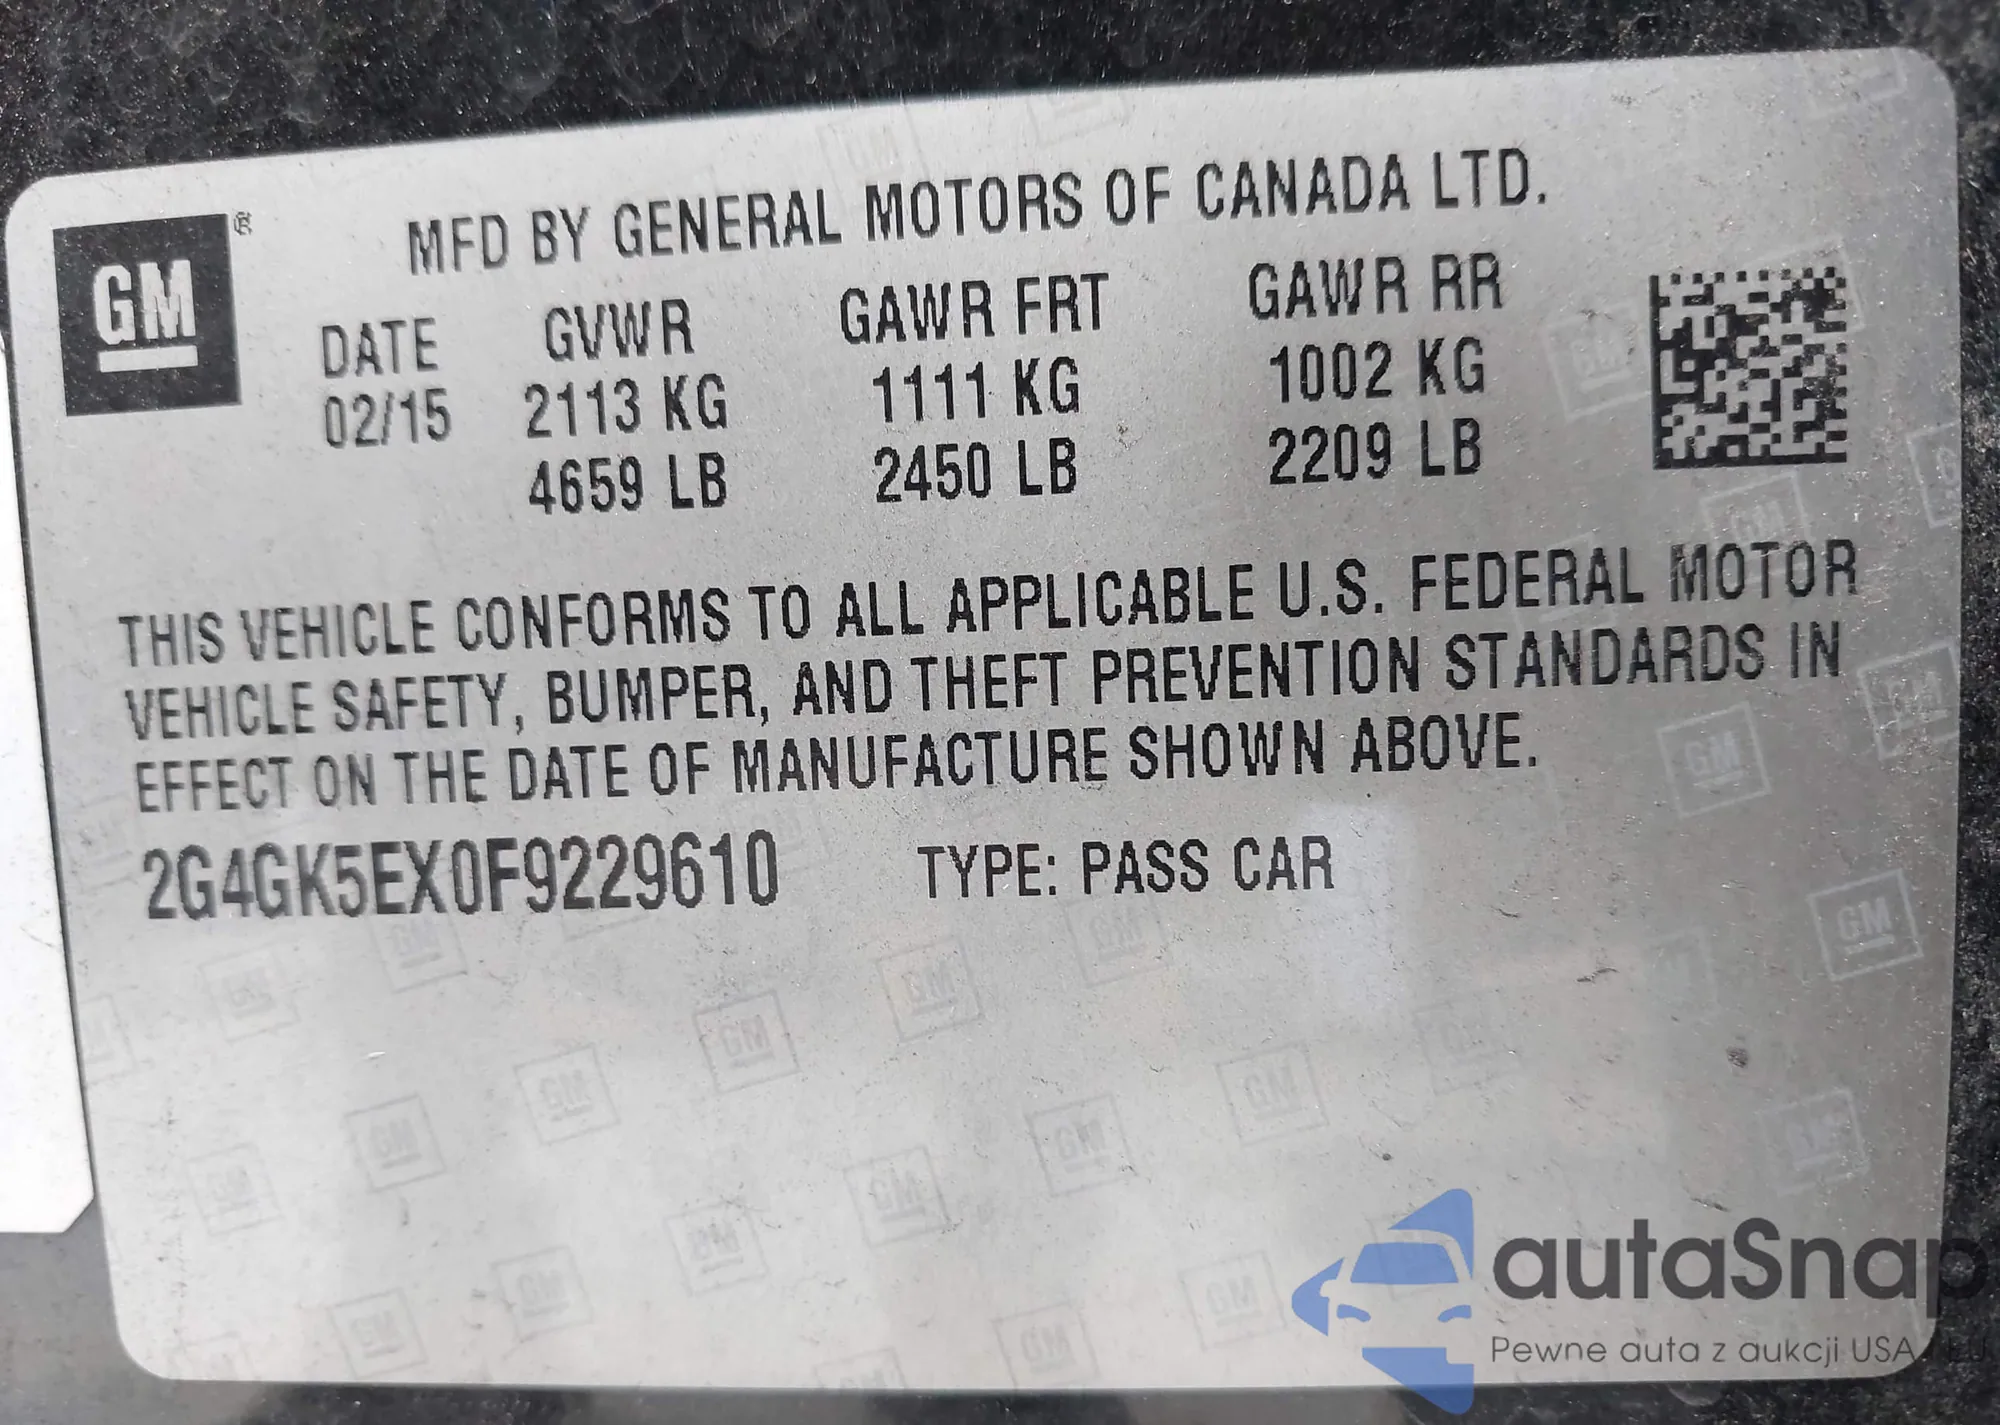 GM ®
MFD BY GENERAL MOTORS OF CANADA LTD.
DATE GVWR GAWR FRT GAWR RR
02/15 2113 KG 1111 KG 1002 KG
4659 LB 2450 LB 2209 LB
THIS VEHICLE CONFORMS TO ALL APPLICABLE U.S. FEDERAL MOTOR
VEHICLE SAFETY, BUMPER, AND THEFT PREVENTION STANDARDS IN
EFFECT ON THE DATE OF MANUFACTURE SHOWN ABOVE.
2G4GK5EX0F9229610 TYPE: PASS CAR
autaSnap
Pewne auta z aukcji USA / EU